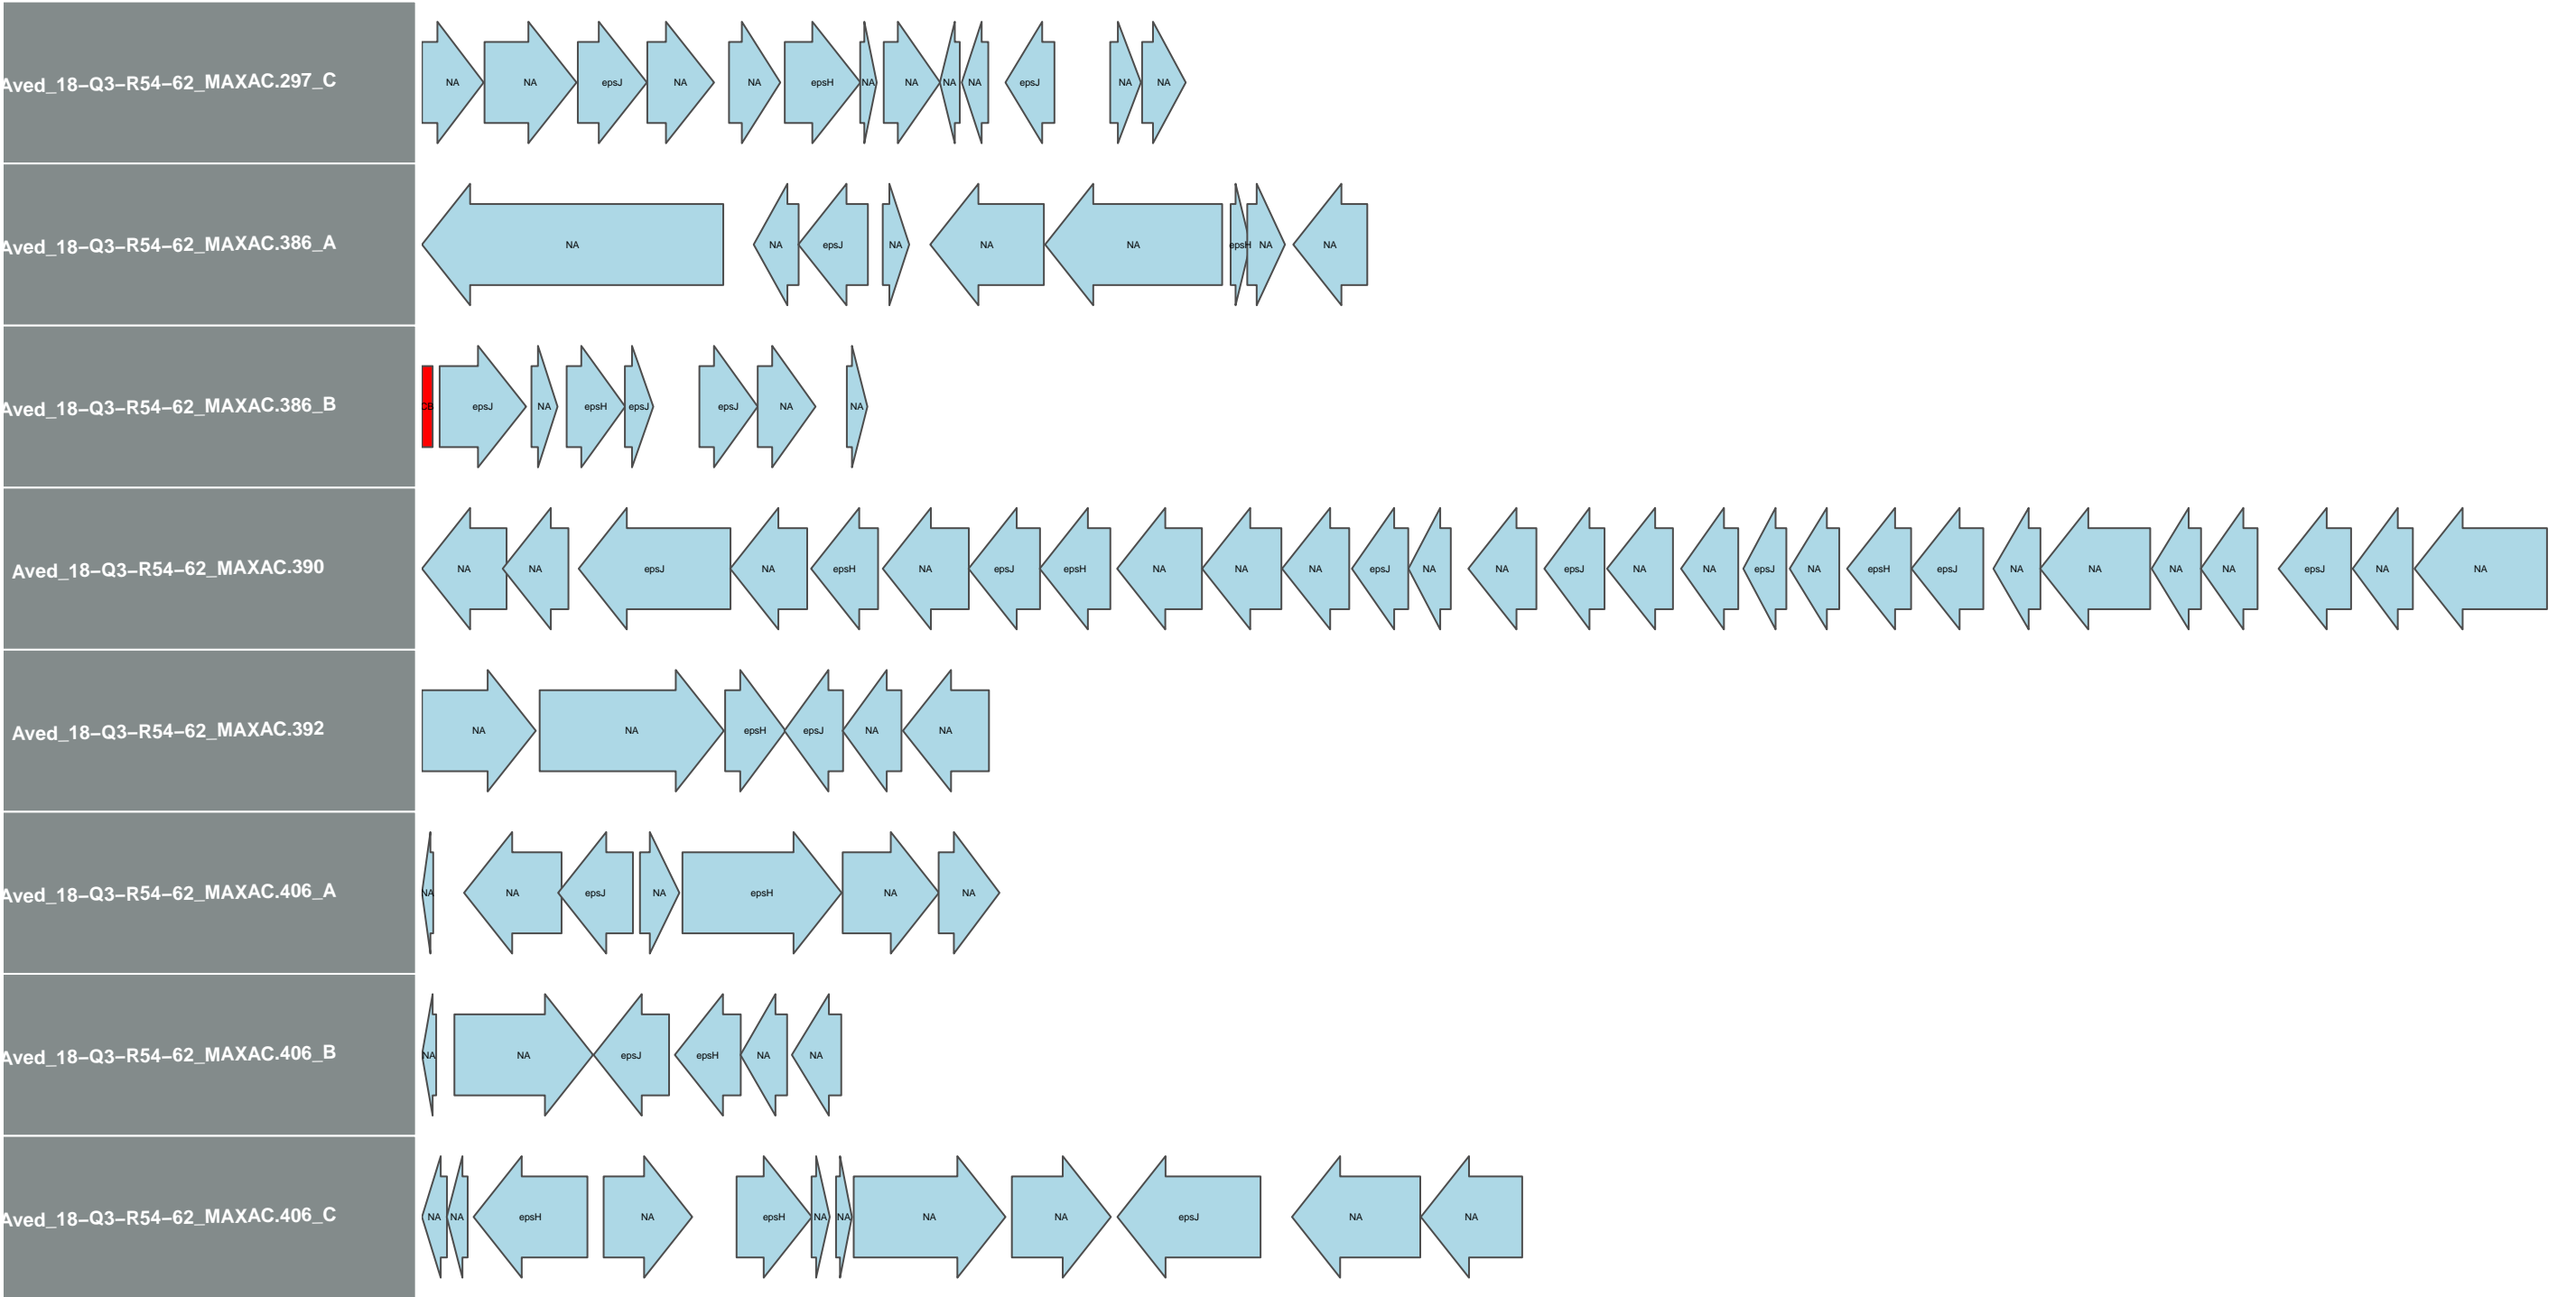 Aved_18-Q3-R54-62_MAXAC.297_C NA NA epsJ NA NA epsH NA NA NA NA epsJ NA NA
Aved_18-Q3-R54-62_MAXAC.386_A NA NA epsJ NA NA NA epsH NA NA
Aved_18-Q3-R54-62_MAXAC.386_B epsJ NA epsH epsJ epsJ NA NA
Aved_18-Q3-R54-62_MAXAC.390 NA NA epsJ NA epsH NA epsJ epsH NA NA NA epsJ NA NA epsJ NA NA epsJ NA epsH epsJ NA NA NA NA epsJ NA NA
Aved_18-Q3-R54-62_MAXAC.392 NA NA epsH epsJ NA NA
Aved_18-Q3-R54-62_MAXAC.406_A NA NA epsJ NA epsH NA NA
Aved_18-Q3-R54-62_MAXAC.406_B NA NA epsJ epsH NA NA
Aved_18-Q3-R54-62_MAXAC.406_C NA NA epsH NA epsH NA NA NA NA epsJ NA NA